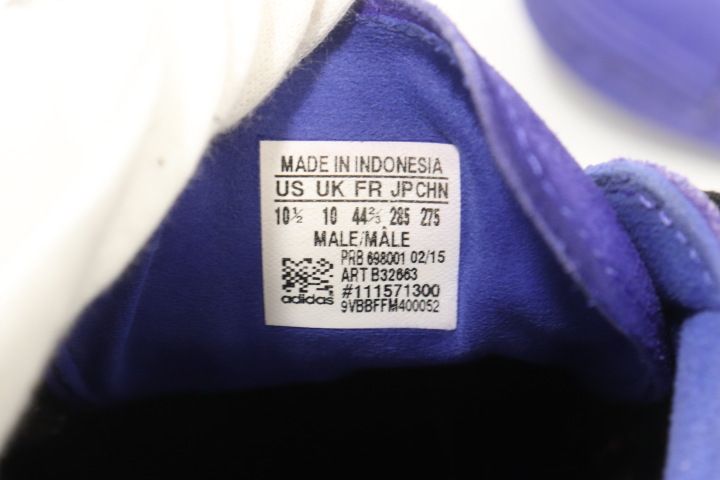 MADE IN INDONESIA
US UK FR JP CHN
10½ 10 44⅔ 285 275
MALE/MÂLE
PRB 698001 02/15
ART B32663
#111571300
adidas 9VBBFFM400052